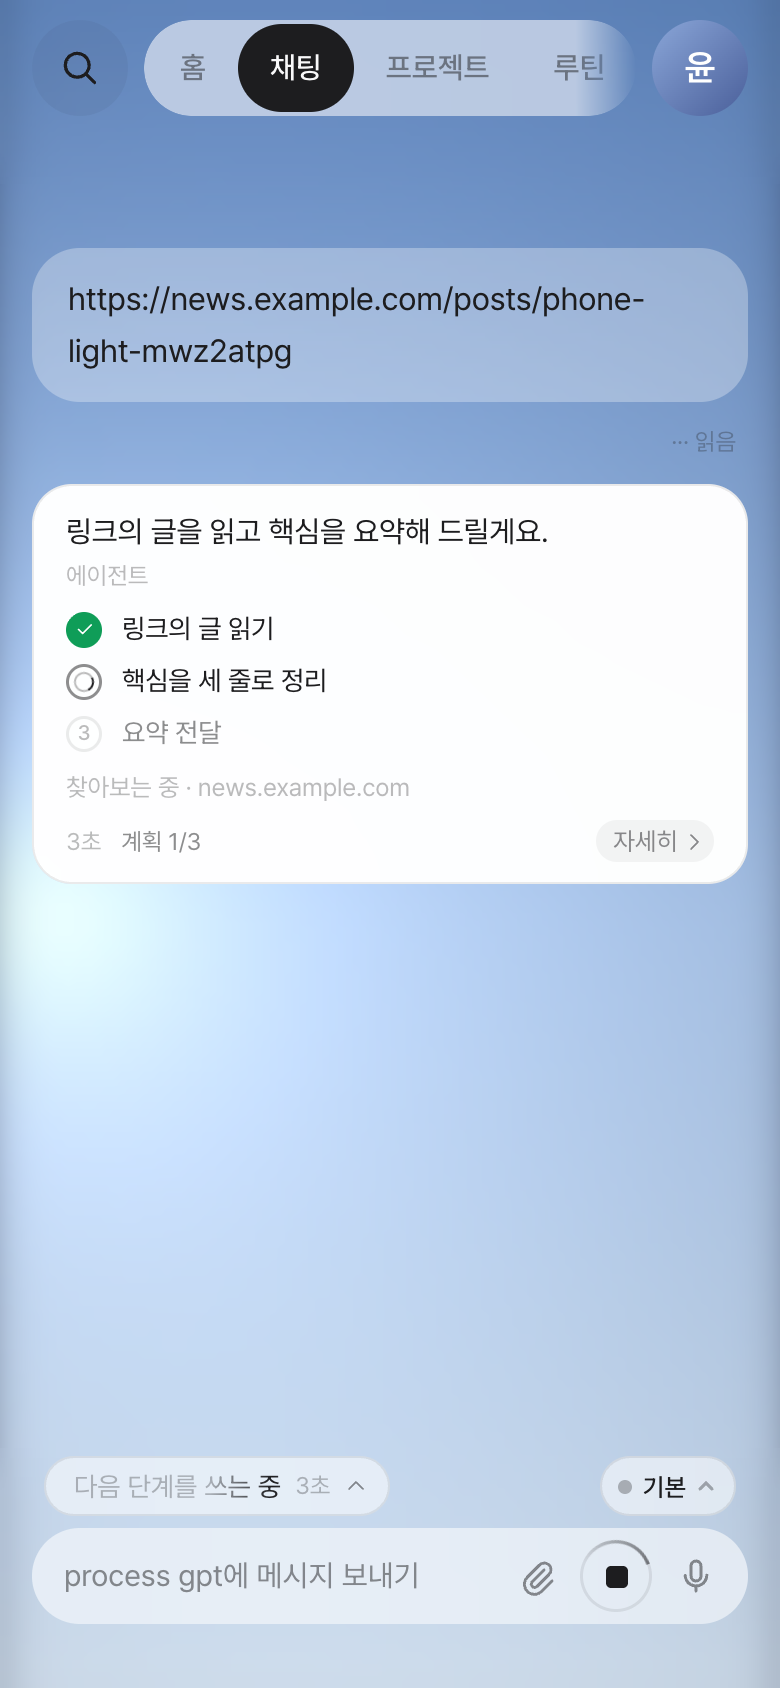 홈 채팅 프로젝트 루틴 윤
https://news.example.com/posts/phone-
light-mwz2atpg
··· 읽음
링크의 글을 읽고 핵심을 요약해 드릴게요.
에이전트
링크의 글 읽기
핵심을 세 줄로 정리
3 요약 전달
찾아보는 중 · news.example.com
3초 계획 1/3 자세히
다음 단계를 쓰는 중 3초 기본
process gpt에 메시지 보내기